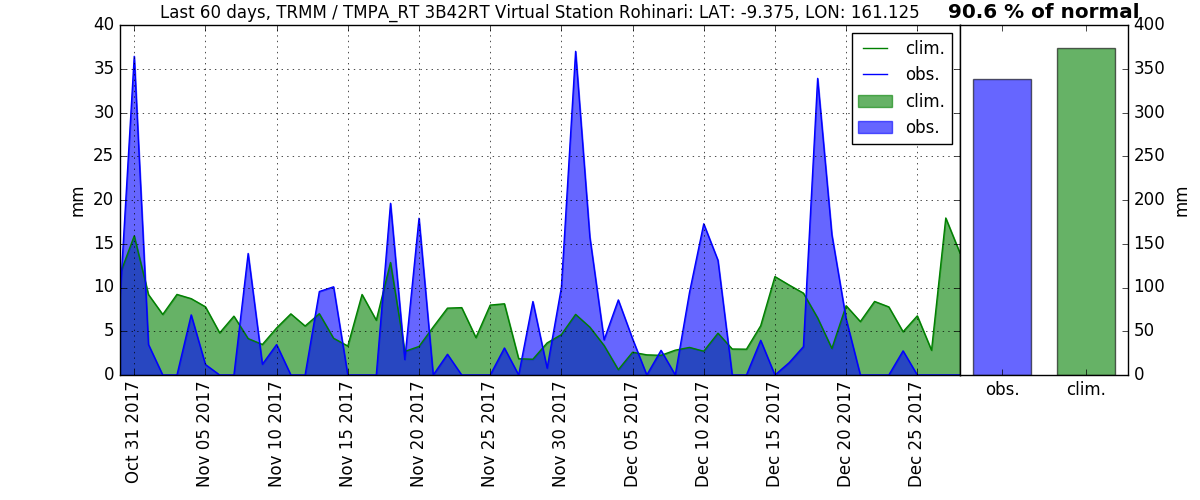 Last 60 days, TRMM / TMPA_RT 3B42RT Virtual Station Rohinari: LAT: -9.375, LON: 161.125
90.6 % of normal
40
35
30
25
20
15
10
5
0
mm
clim.
obs.
clim.
obs.
400
350
300
250
200
150
100
50
0
mm
Oct 31 2017
Nov 05 2017
Nov 10 2017
Nov 15 2017
Nov 20 2017
Nov 25 2017
Nov 30 2017
Dec 05 2017
Dec 10 2017
Dec 15 2017
Dec 20 2017
Dec 25 2017
obs.
clim.